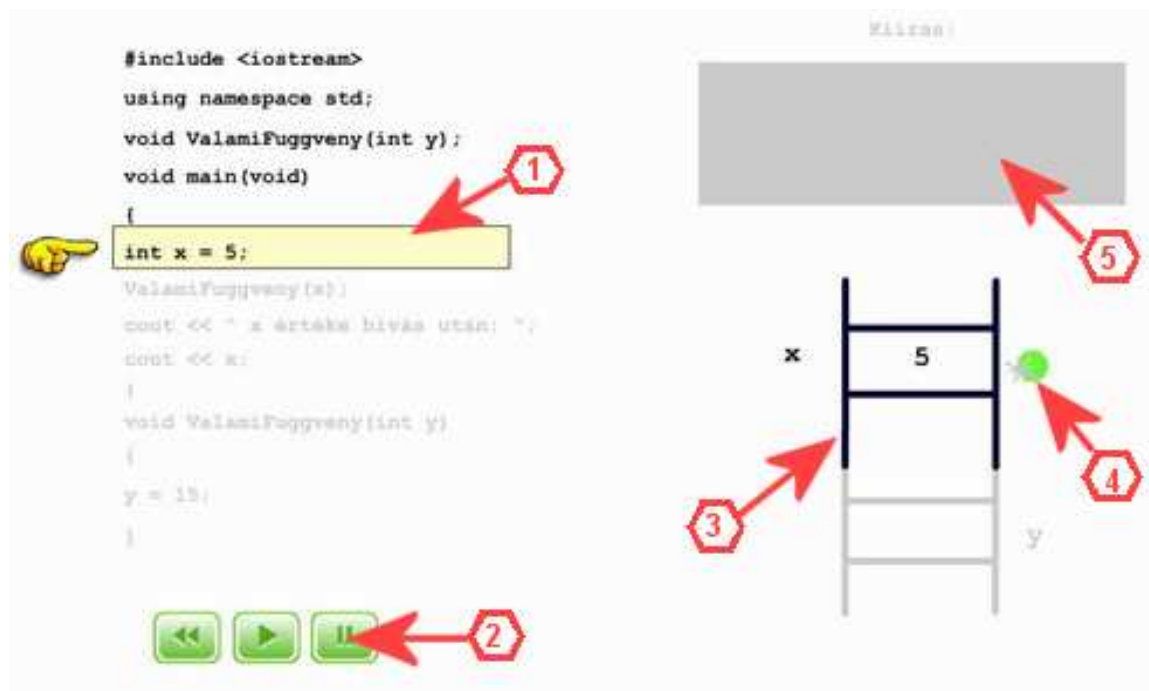 Kiiras:
#include <iostream>
using namespace std;
void ValamiFuggveny(int y);
void main(void)
{
int x = 5;
ValamiFuggveny(x);
cout << " x értéke hívás után: ";
cout << x;
}
void ValamiFuggveny(int y)
{
y = 15;
}
1
2
3
4
5
x
5
y